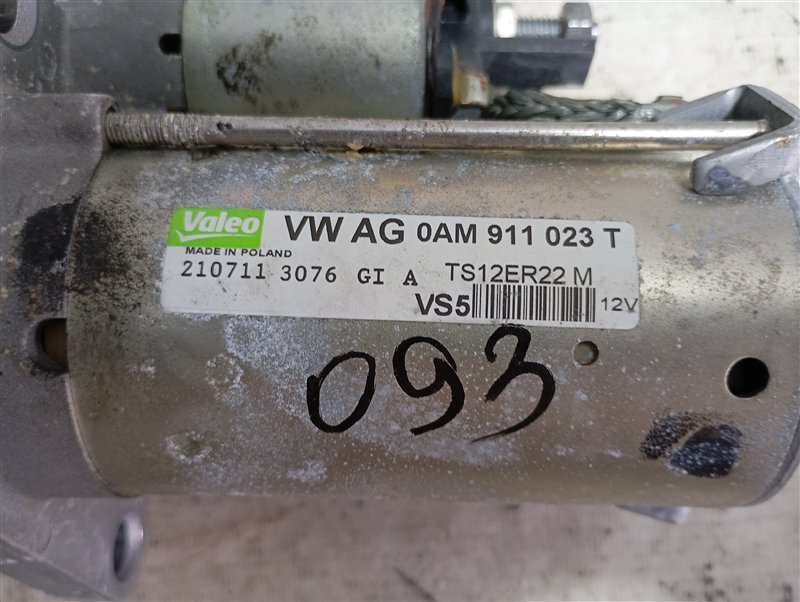 Valeo VW AG 0AM 911 023 T
MADE IN POLAND
210711 3076 GI A TS12ER22 M
VS5 12V
093